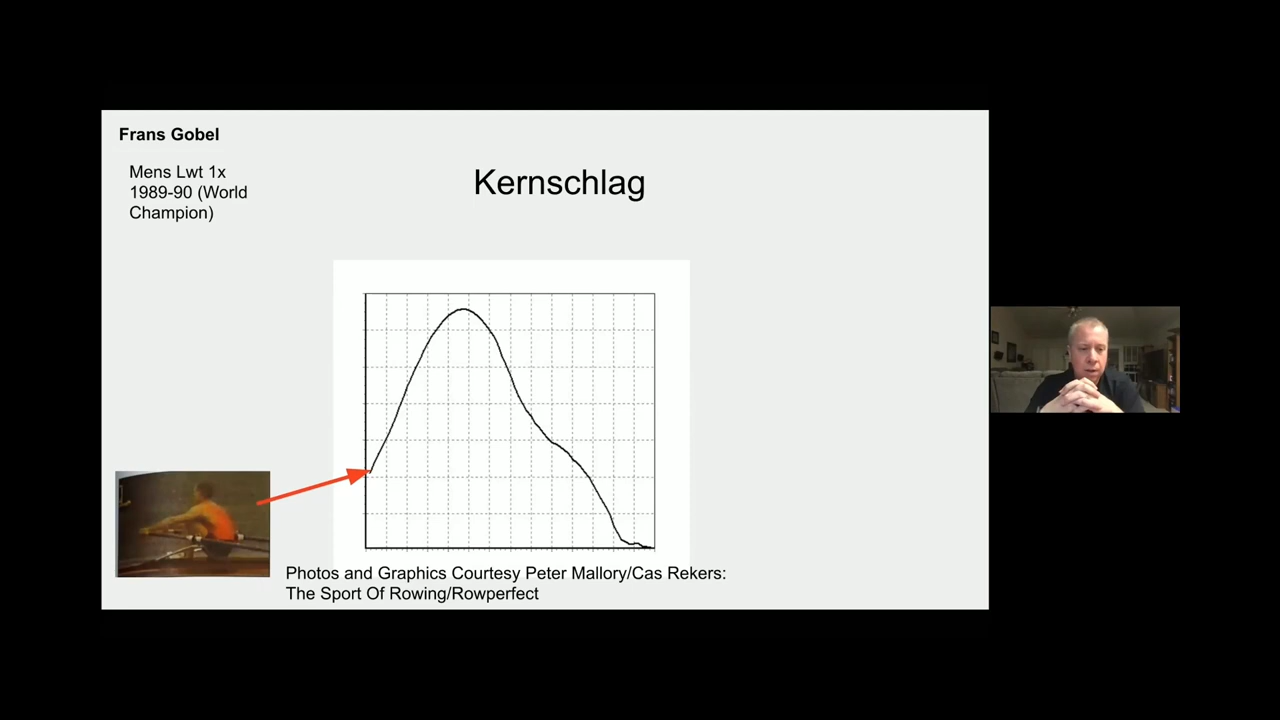 Frans Gobel
Mens Lwt 1x
1989-90 (World
Champion)
Kernschlag
Photos and Graphics Courtesy Peter Mallory/Cas Rekers:
The Sport Of Rowing/Rowperfect